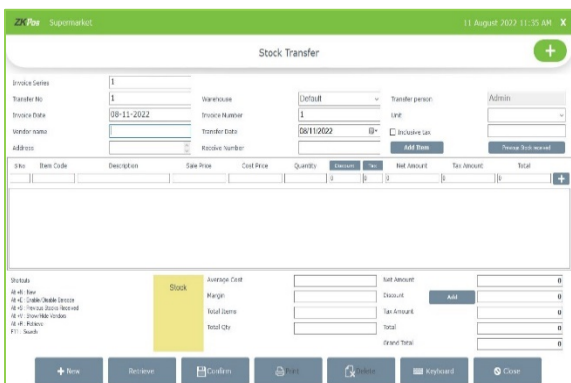 ZKPos Supermarket 11 August 2022 11:35 AM X
Stock Transfer
+
Invoice Series 1
Transfer No 1 Warehouse Default Transfer person Admin
Invoice Date 08-11-2022 Invoice Number 1 Unit
Vendor name Transfer Date 08/11/2022 Inclusive tax
Address Receive Number Add Item
S.No Item Code Description Sale Price Cost Price Quantity Discount Tax Net Amount Tax Amount Total
0 0 0 0 0 +
Shortcuts
Alt +N : New
Alt +E : Enable/Disable Barcode
Alt +S : Previous Stocks Received
Alt +V : Show/Hide Vendors
Alt +R : Retrieve
F11 : Search
Stock
Average Cost Net Amount 0
Margin Discount Add 0
Total Items Tax Amount 0
Total Qty Total 0
Grand Total 0
+ New Retrieve Confirm Print Delete Keyboard Close